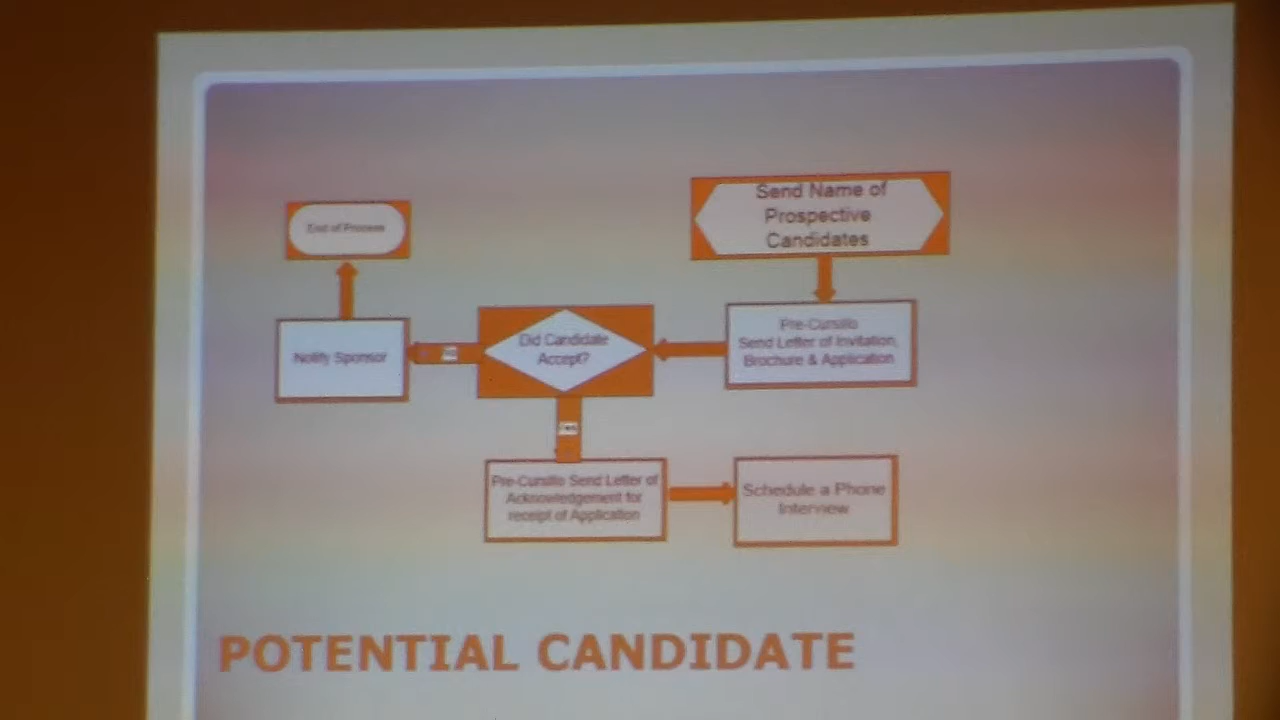 Send Name of
Prospective
Candidates
End of Process
Pre-Cursillo
Send Letter of Invitation,
Brochure & Application
Did Candidate
Accept?
Notify Sponsor
Yes
Pre-Cursillo Send Letter of
Acknowledgement for
receipt of Application
Schedule a Phone
Interview
POTENTIAL CANDIDATE